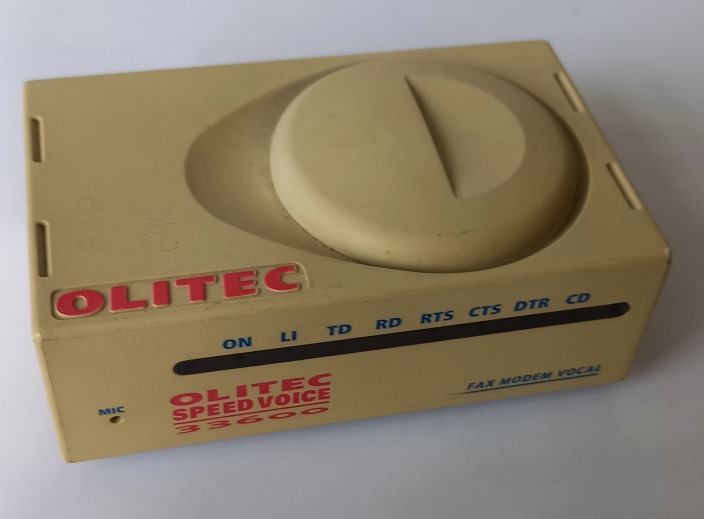 OLITEC
ON LI TD RD RTS CTS DTR CD
OLITEC
SPEED VOICE
33600
FAX MODEM VOCAL
MIC